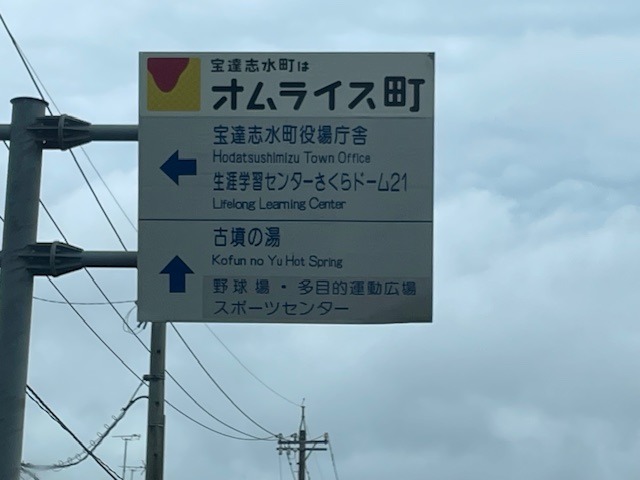 宝達志水町は
オムライス町
宝達志水町役場庁舎
Hodatsushimizu Town Office
生涯学習センターさくらドーム21
Lifelong Learning Center
古墳の湯
Kofun no Yu Hot Spring
野球場・多目的運動広場
スポーツセンター